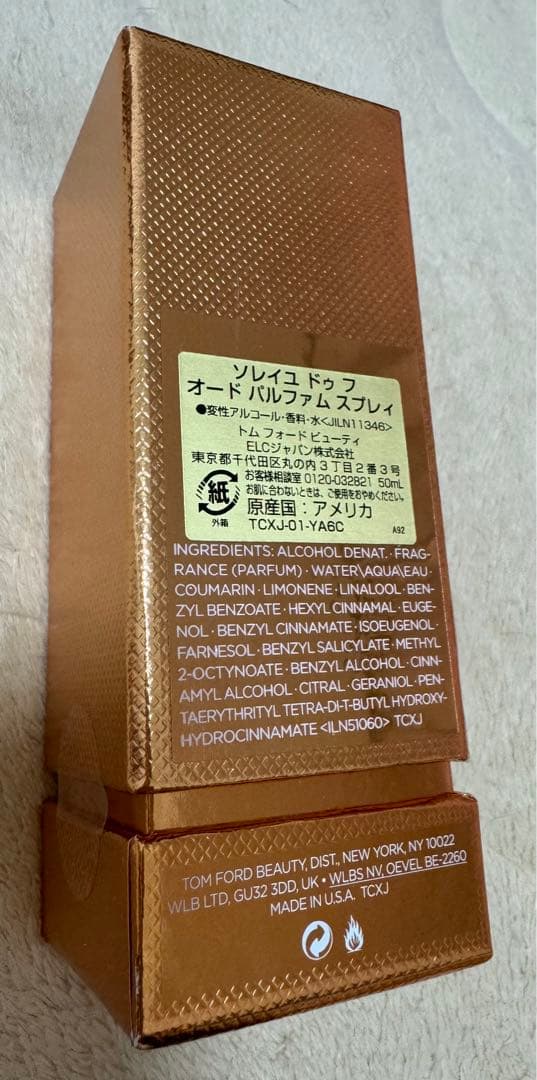 ソレイユ ドゥ フ
オード パルファム スプレィ
●変性アルコール・香料・水<JILN11346>
トム フォード ビューティ
ELCジャパン株式会社
東京都千代田区丸の内3丁目2番3号
お客様相談室 0120-032821 50mL
お肌に合わないときは、ご使用をおやめください。
紙
外箱
原産国：アメリカ
TCXJ-01-YA6C
A92
INGREDIENTS: ALCOHOL DENAT.·FRAG-
RANCE (PARFUM)·WATER\AQUA\EAU·
COUMARIN·LIMONENE·LINALOOL·BEN-
ZYL BENZOATE·HEXYL CINNAMAL·EUGE-
NOL·BENZYL CINNAMATE·ISOEUGENOL·
FARNESOL·BENZYL SALICYLATE·METHYL
2-OCTYNOATE·BENZYL ALCOHOL·CINN-
AMYL ALCOHOL·CITRAL·GERANIOL·PEN-
TAERYTHRITYL TETRA-DI-T-BUTYL HYDROXY-
HYDROCINNAMATE <ILN51060> TCXJ
TOM FORD BEAUTY, DIST., NEW YORK, NY 10022
WLB LTD, GU32 3DD, UK • WLBS NV, OEVEL BE-2260
MADE IN U.S.A. TCXJ